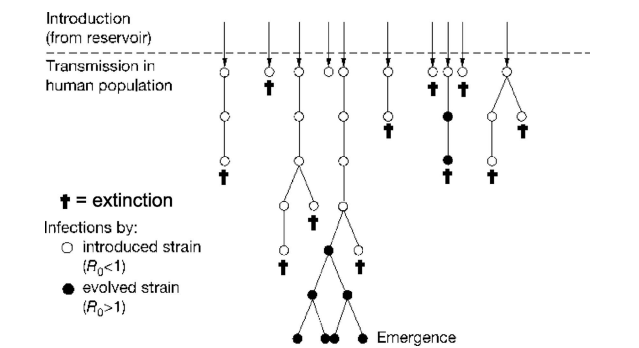 Introduction
(from reservoir)
Transmission in
human population
✝ = extinction
Infections by:
introduced strain
(R₀<1)
evolved strain
(R₀>1)
Emergence